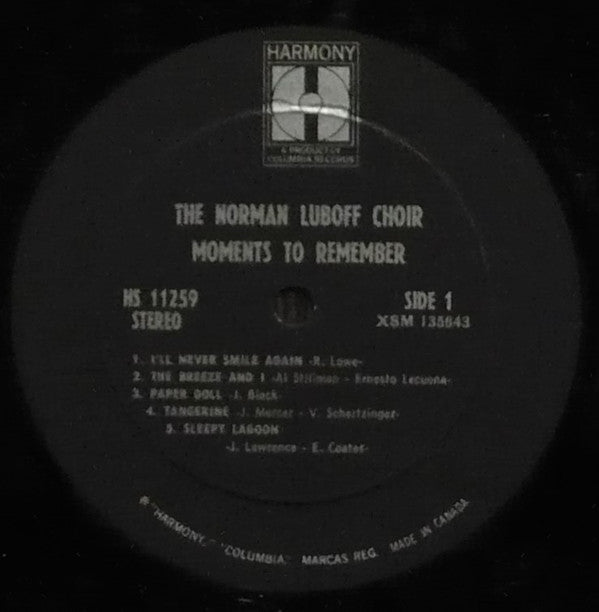 HARMONY
A PRODUCT OF
COLUMBIA RECORDS
THE NORMAN LUBOFF CHOIR
MOMENTS TO REMEMBER
HS 11259
STEREO
SIDE 1
XSM 135643
1. I'LL NEVER SMILE AGAIN -R. Lowe-
2. THE BREEZE AND I -Al Stillman - Ernesto Lecuona-
3. PAPER DOLL -J. Black-
4. TANGERINE -J. Mercer - V. Schertzinger-
5. SLEEPY LAGOON
-J. Lawrence - E. Coates-
® "HARMONY," "COLUMBIA," MARCAS REG. MADE IN CANADA